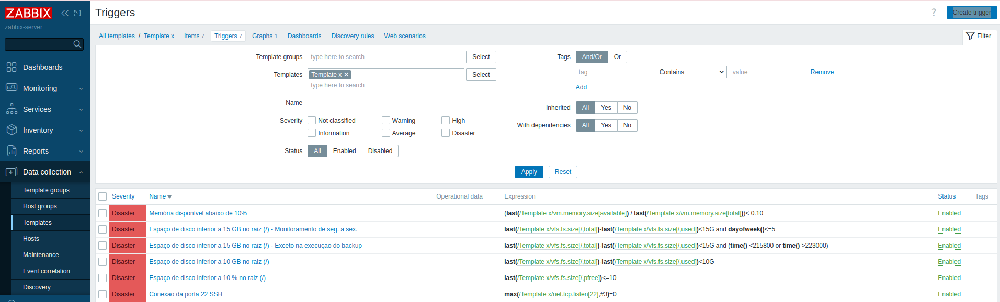 ZABBIX
zabbix-server
Dashboards
Monitoring
Services
Inventory
Reports
Data collection
Template groups
Host groups
Templates
Hosts
Maintenance
Event correlation
Discovery
Triggers
? Create trigger
All templates / Template x Items 7 Triggers 7 Graphs 1 Dashboards Discovery rules Web scenarios
Filter
Template groups type here to search Select
Templates Template x Select
type here to search
Name
Severity Not classified Warning High
Information Average Disaster
Status All Enabled Disabled
Tags And/Or Or
tag Contains value Remove
Add
Inherited All Yes No
With dependencies All Yes No
Apply Reset
Severity Name Operational data Expression Status Tags
Disaster Memória disponível abaixo de 10% (last(/Template x/vm.memory.size[available]) / last(/Template x/vm.memory.size[total]))< 0.10 Enabled
Disaster Espaço de disco inferior a 15 GB no raiz (/) - Monitoramento de seg. a sex. last(/Template x/vfs.fs.size[/,total])-last(/Template x/vfs.fs.size[/,used])<15G and dayofweek()<=5 Enabled
Disaster Espaço de disco inferior a 15 GB no raiz (/) - Exceto na execução do backup last(/Template x/vfs.fs.size[/,total])-last(/Template x/vfs.fs.size[/,used])<15G and (time() <215800 or time() >223000) Enabled
Disaster Espaço de disco inferior a 10 GB no raiz (/) last(/Template x/vfs.fs.size[/,total])-last(/Template x/vfs.fs.size[/,used])<10G Enabled
Disaster Espaço de disco inferior a 10 % no raiz (/) last(/Template x/vfs.fs.size[/,pfree])<=10 Enabled
Disaster Conexão da porta 22 SSH max(/Template x/net.tcp.listen[22],#3)=0 Enabled